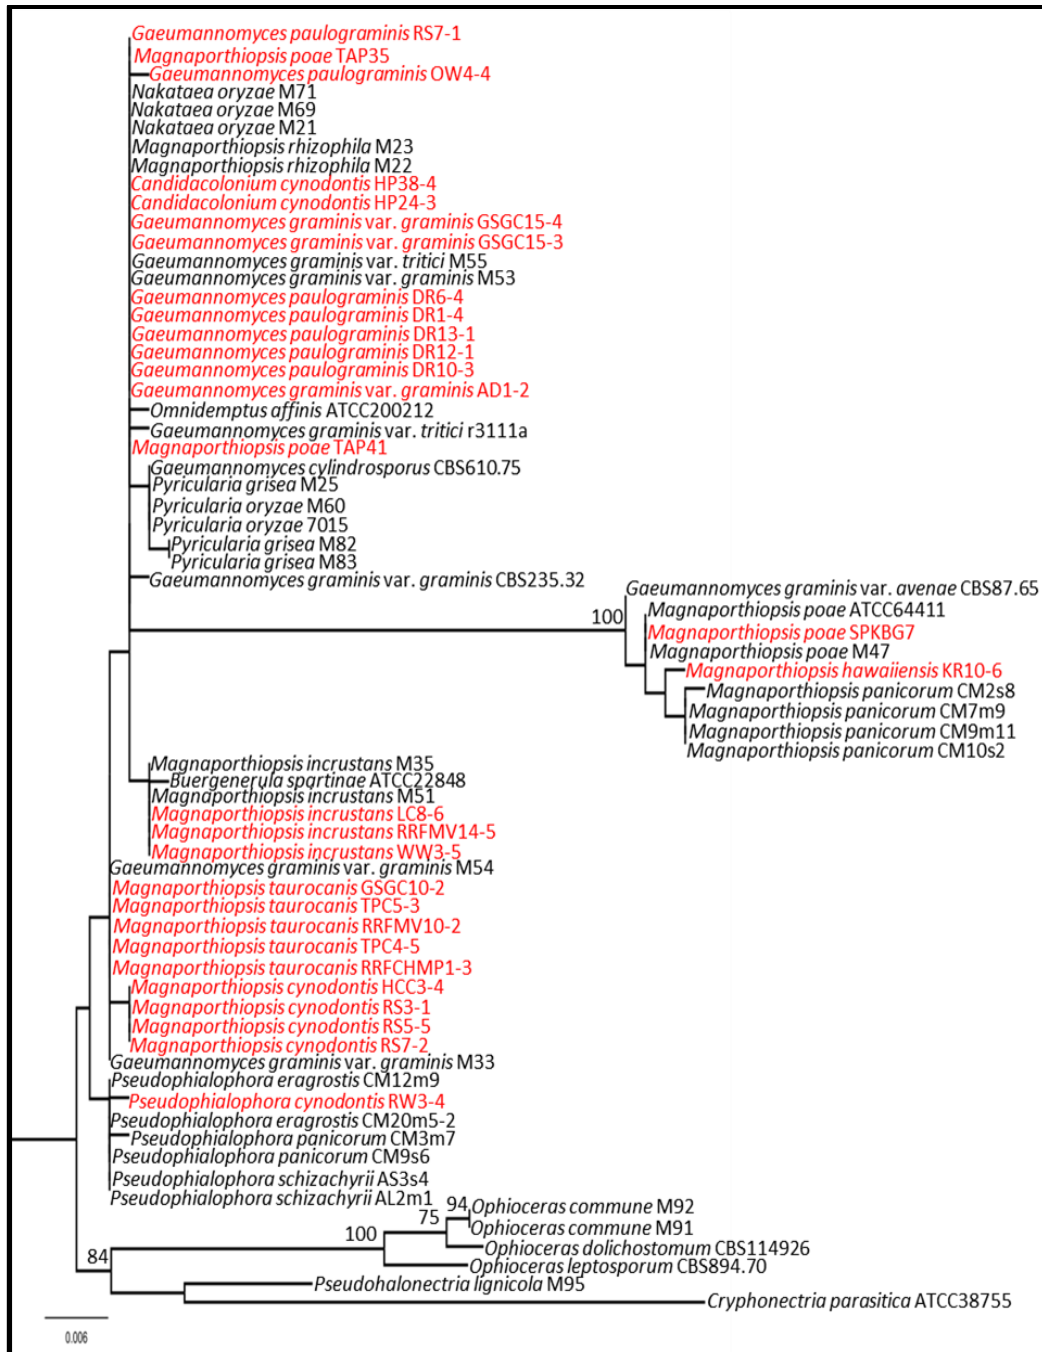 Gaeumannomyces paulograminis RS7-1
Magnaporthiopsis poae TAP35
Gaeumannomyces paulograminis OW4-4
Nakataea oryzae M71
Nakataea oryzae M69
Nakataea oryzae M21
Magnaporthiopsis rhizophila M23
Magnaporthiopsis rhizophila M22
Candidacolonium cynodontis HP38-4
Candidacolonium cynodontis HP24-3
Gaeumannomyces graminis var. graminis GSGC15-4
Gaeumannomyces graminis var. graminis GSGC15-3
Gaeumannomyces graminis var. tritici M55
Gaeumannomyces graminis var. graminis M53
Gaeumannomyces paulograminis DR6-4
Gaeumannomyces paulograminis DR1-4
Gaeumannomyces paulograminis DR13-1
Gaeumannomyces paulograminis DR12-1
Gaeumannomyces paulograminis DR10-3
Gaeumannomyces graminis var. graminis AD1-2
Omnidemptus affinis ATCC200212
Gaeumannomyces graminis var. tritici r3111a
Magnaporthiopsis poae TAP41
Gaeumannomyces cylindrosporus CBS610.75
Pyricularia grisea M25
Pyricularia oryzae M60
Pyricularia oryzae 7015
Pyricularia grisea M82
Pyricularia grisea M83
Gaeumannomyces graminis var. graminis CBS235.32
Gaeumannomyces graminis var. avenae CBS87.65
Magnaporthiopsis poae ATCC64411
100
Magnaporthiopsis poae SPKBG7
Magnaporthiopsis poae M47
Magnaporthiopsis hawaiiensis KR10-6
Magnaporthiopsis panicorum CM2s8
Magnaporthiopsis panicorum CM7m9
Magnaporthiopsis panicorum CM9m11
Magnaporthiopsis panicorum CM10s2
Magnaporthiopsis incrustans M35
Buergenerula spartinae ATCC22848
Magnaporthiopsis incrustans M51
Magnaporthiopsis incrustans LC8-6
Magnaporthiopsis incrustans RRFMV14-5
Magnaporthiopsis incrustans WW3-5
Gaeumannomyces graminis var. graminis M54
Magnaporthiopsis taurocanis GSGC10-2
Magnaporthiopsis taurocanis TPC5-3
Magnaporthiopsis taurocanis RRFMV10-2
Magnaporthiopsis taurocanis TPC4-5
Magnaporthiopsis taurocanis RRFCHMP1-3
Magnaporthiopsis cynodontis HCC3-4
Magnaporthiopsis cynodontis RS3-1
Magnaporthiopsis cynodontis RS5-5
Magnaporthiopsis cynodontis RS7-2
Gaeumannomyces graminis var. graminis M33
Pseudophialophora eragrostis CM12m9
Pseudophialophora cynodontis RW3-4
Pseudophialophora eragrostis CM20m5-2
Pseudophialophora panicorum CM3m7
Pseudophialophora panicorum CM9s6
Pseudophialophora schizachyrii AS3s4
Pseudophialophora schizachyrii AL2m1
94
Ophioceras commune M92
75
Ophioceras commune M91
100
Ophioceras dolichostomum CBS114926
84
Ophioceras leptosporum CBS894.70
Pseudohalonectria lignicola M95
Cryphonectria parasitica ATCC38755
0.006